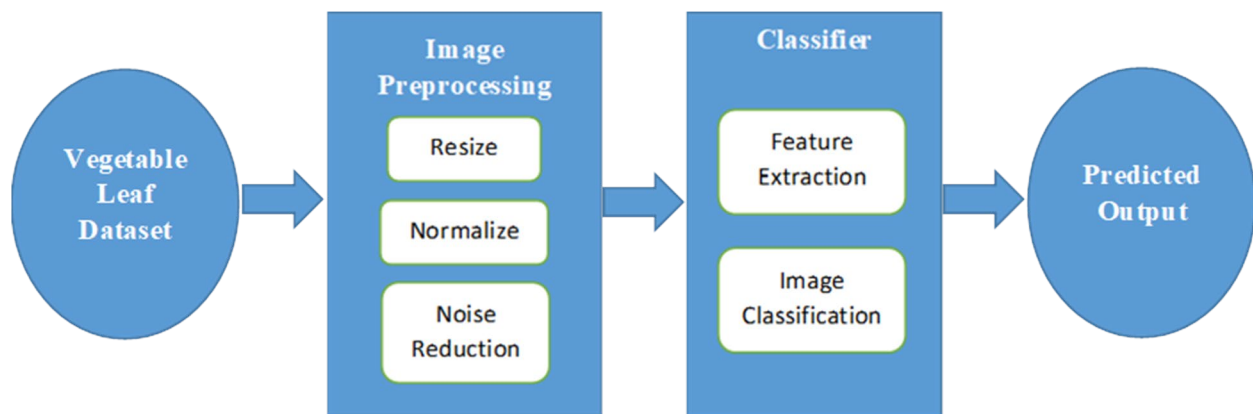 Vegetable
Leaf
Dataset
Image
Preprocessing
Resize
Normalize
Noise
Reduction
Classifier
Feature
Extraction
Image
Classification
Predicted
Output